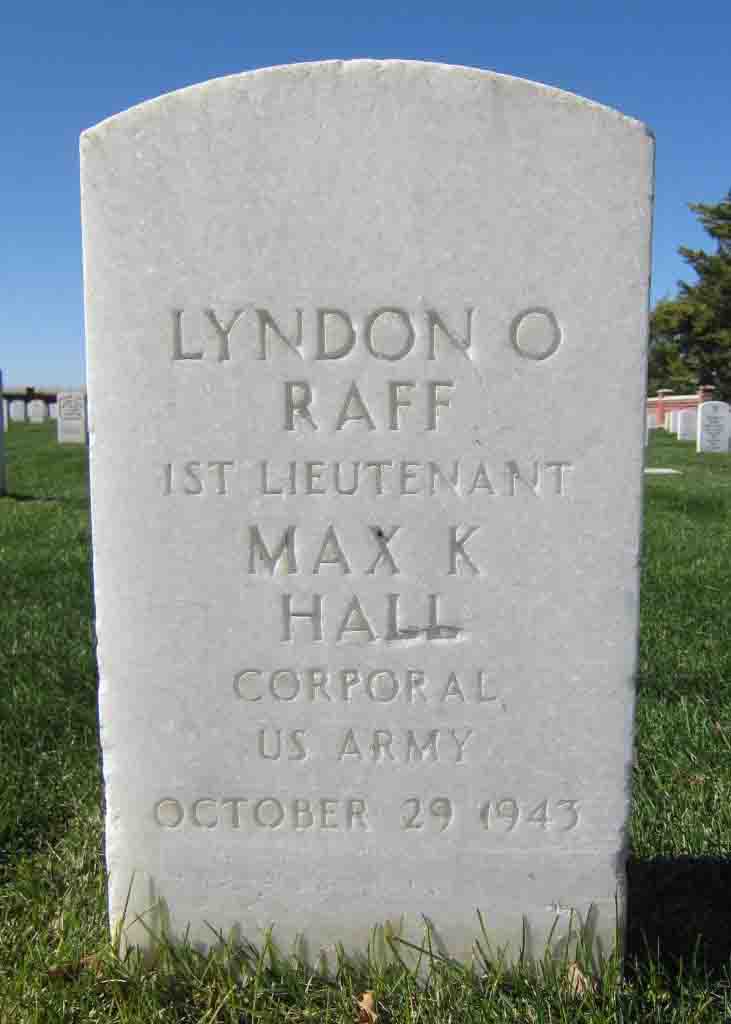 LYNDON O
RAFF
1ST LIEUTENANT
MAX K
HALL
CORPORAL
US ARMY
OCTOBER 29 1943